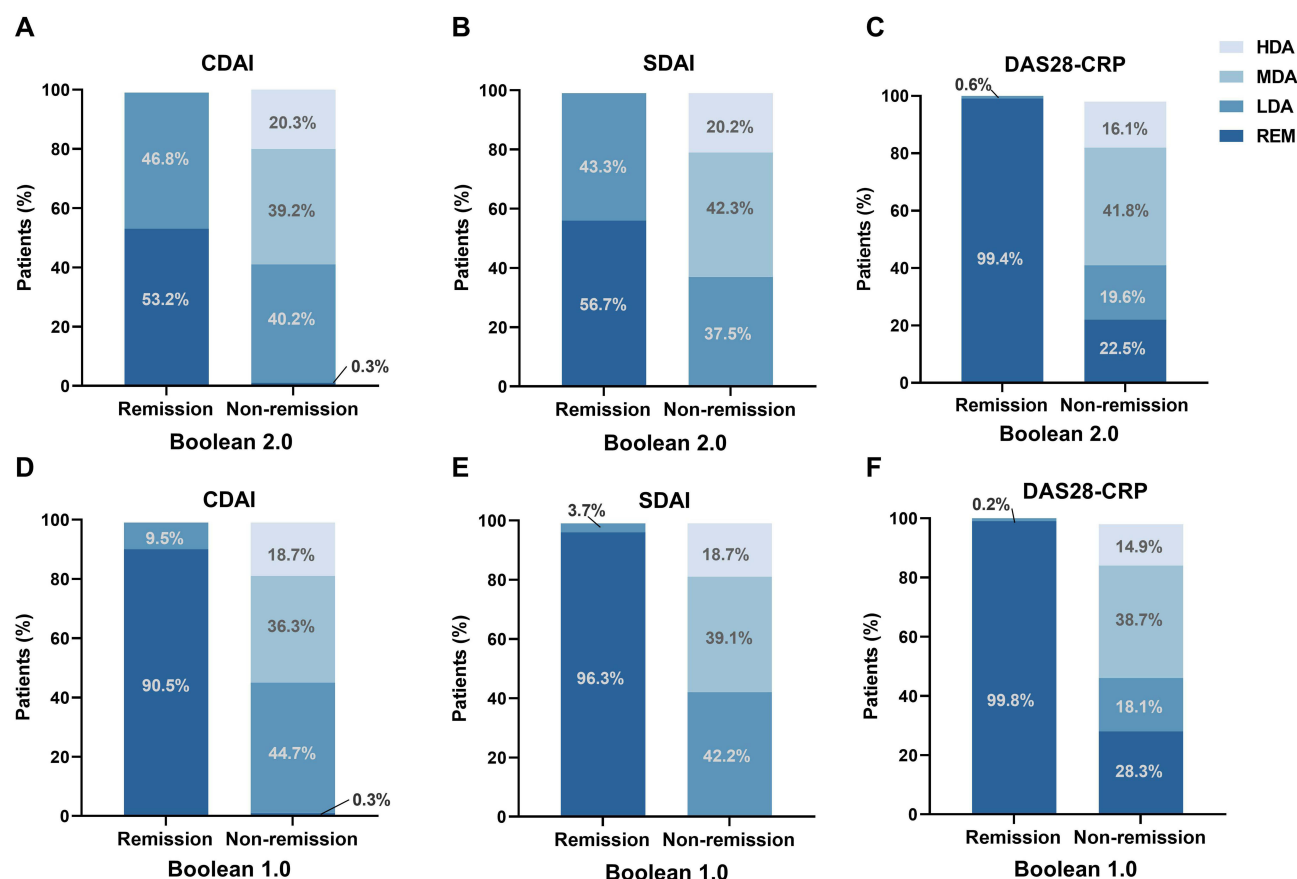 A
B
C
CDAI
SDAI
DAS28-CRP
HDA
MDA
LDA
REM
Patients (%)
100
80
60
40
20
0
46.8%
53.2%
20.3%
39.2%
40.2%
0.3%
Remission Non-remission
Boolean 2.0
Patients (%)
100
80
60
40
20
0
43.3%
56.7%
20.2%
42.3%
37.5%
Remission Non-remission
Boolean 2.0
Patients (%)
100
80
60
40
20
0
0.6%
99.4%
16.1%
41.8%
19.6%
22.5%
Remission Non-remission
Boolean 2.0
D
E
F
CDAI
SDAI
DAS28-CRP
Patients (%)
100
80
60
40
20
0
9.5%
90.5%
18.7%
36.3%
44.7%
0.3%
Remission Non-remission
Boolean 1.0
Patients (%)
100
80
60
40
20
0
3.7%
96.3%
18.7%
39.1%
42.2%
Remission Non-remission
Boolean 1.0
Patients (%)
100
80
60
40
20
0
0.2%
99.8%
14.9%
38.7%
18.1%
28.3%
Remission Non-remission
Boolean 1.0